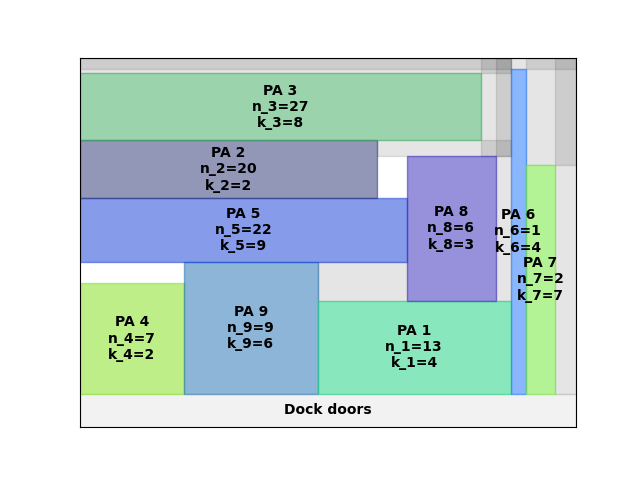 PA 3
n_3=27
k_3=8
PA 2
n_2=20
k_2=2
PA 5
n_5=22
k_5=9
PA 8
n_8=6
k_8=3
PA 6
n_6=1
k_6=4
PA 7
n_7=2
k_7=7
PA 4
n_4=7
k_4=2
PA 9
n_9=9
k_9=6
PA 1
n_1=13
k_1=4
Dock doors